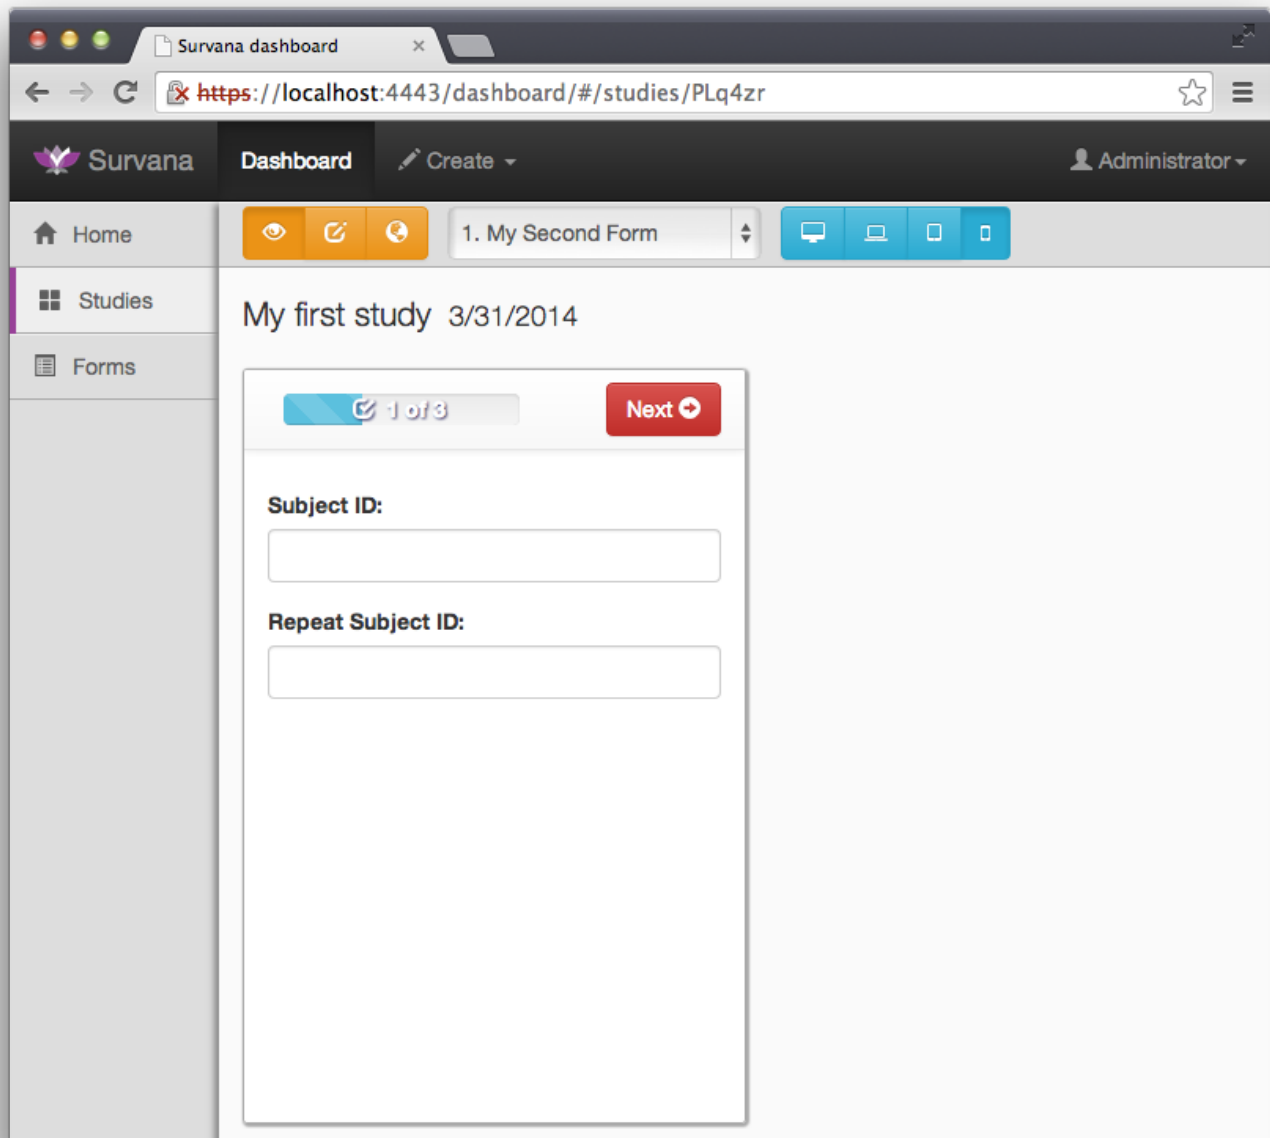 Survana dashboard
https://localhost:4443/dashboard/#/studies/PLq4zr
Survana Dashboard Create Administrator
Home
1. My Second Form
Studies
Forms
My first study 3/31/2014
1 of 3
Next
Subject ID:
Repeat Subject ID: